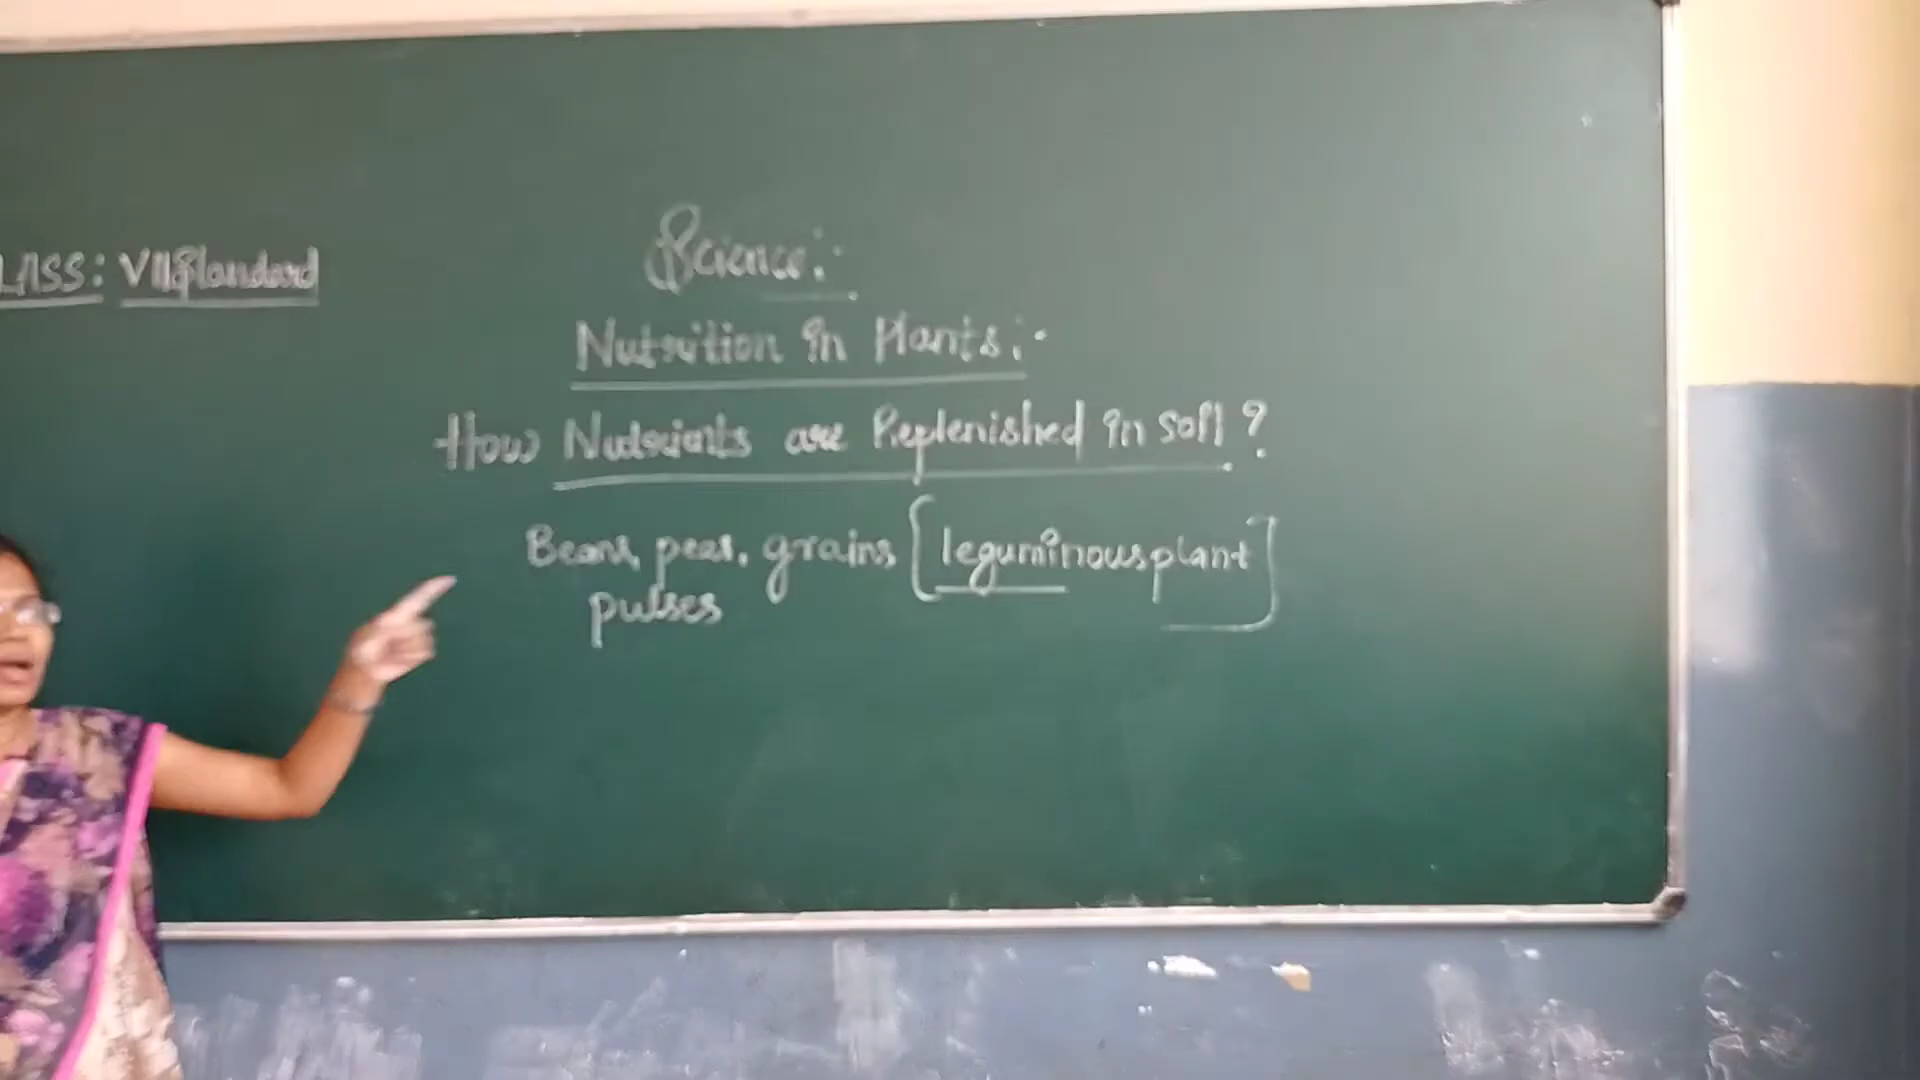 LASS: VII Standard
Science:-
Nutrition in Plants:-
How Nutrients are Replenished in soil?
Beans, peas, grains [leguminous plant]
pulses